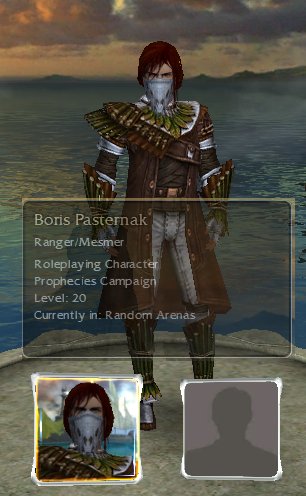 Boris Pasternak
Ranger/Mesmer
Roleplaying Character
Prophecies Campaign
Level: 20
Currently in: Random Arenas